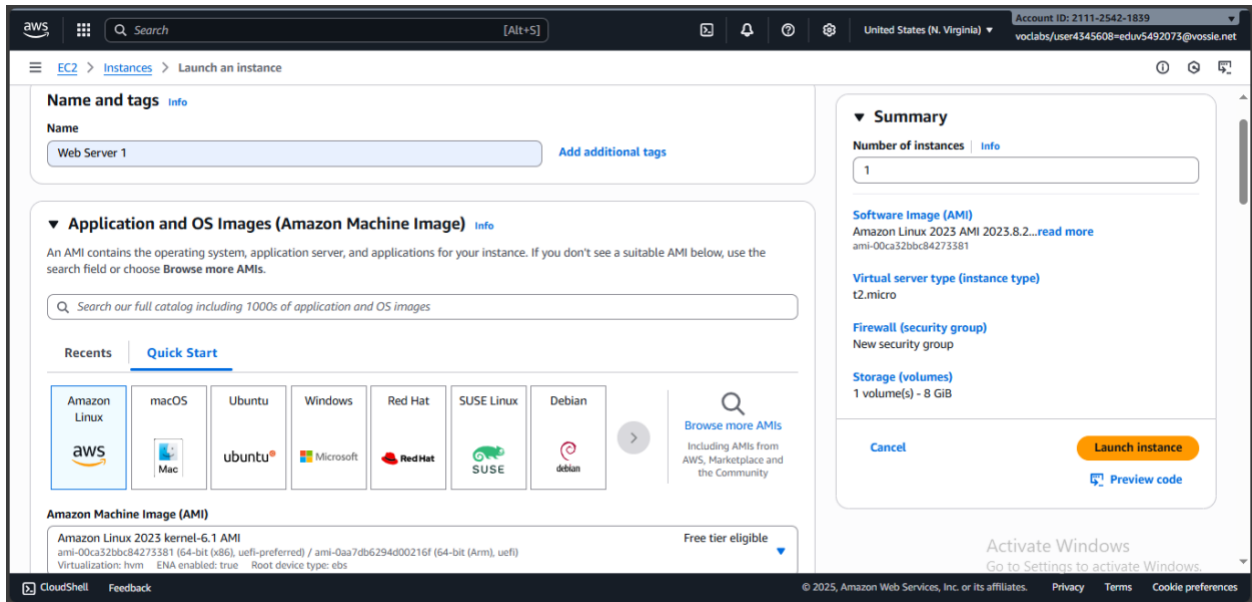 aws
Search [Alt+S]
United States (N. Virginia) ▼
Account ID: 2111-2542-1839 ▼
voclabs/user4345608=eduv5492073@vossie.net
EC2 > Instances > Launch an instance
Name and tags Info
Name
Web Server 1
Add additional tags
▼ Application and OS Images (Amazon Machine Image) Info
An AMI contains the operating system, application server, and applications for your instance. If you don't see a suitable AMI below, use the
search field or choose Browse more AMIs.
Search our full catalog including 1000s of application and OS images
Recents
Quick Start
Amazon
Linux
aws
macOS
Mac
Ubuntu
ubuntu
Windows
Microsoft
Red Hat
Red Hat
SUSE Linux
SUSE
Debian
debian
Browse more AMIs
Including AMIs from
AWS, Marketplace and
the Community
Amazon Machine Image (AMI)
Amazon Linux 2023 kernel-6.1 AMI
Free tier eligible
ami-00ca32bbc84273381 (64-bit (x86), uefi-preferred) / ami-0aa7db6294d00216f (64-bit (Arm), uefi)
Virtualization: hvm ENA enabled: true Root device type: ebs
▼ Summary
Number of instances Info
1
Software Image (AMI)
Amazon Linux 2023 AMI 2023.8.2...read more
ami-00ca32bbc84273381
Virtual server type (instance type)
t2.micro
Firewall (security group)
New security group
Storage (volumes)
1 volume(s) - 8 GiB
Cancel
Launch instance
Preview code
Activate Windows
Go to Settings to activate Windows.
CloudShell Feedback
© 2025, Amazon Web Services, Inc. or its affiliates. Privacy Terms Cookie preferences